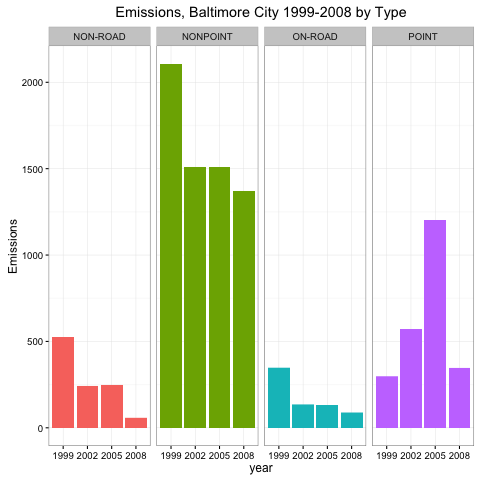 Emissions, Baltimore City 1999-2008 by Type
NON-ROAD NONPOINT ON-ROAD POINT
2000
1500
1000
500
0
Emissions
1999 2002 2005 2008 1999 2002 2005 2008 1999 2002 2005 2008 1999 2002 2005 2008
year